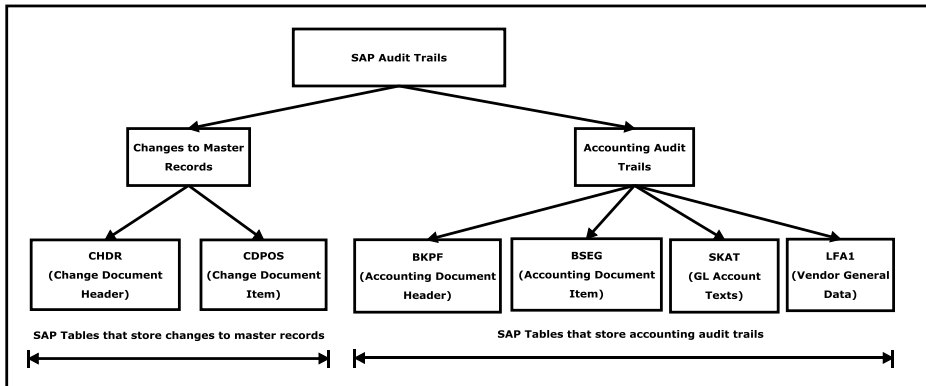 SAP Audit Trails
Changes to Master
Records
Accounting Audit
Trails
CHDR
(Change Document
Header)
CDPOS
(Change Document
Item)
BKPF
(Accounting Document
Header)
BSEG
(Accounting Document
Item)
SKAT
(GL Account
Texts)
LFA1
(Vendor General
Data)
SAP Tables that store changes to master records
SAP Tables that store accounting audit trails